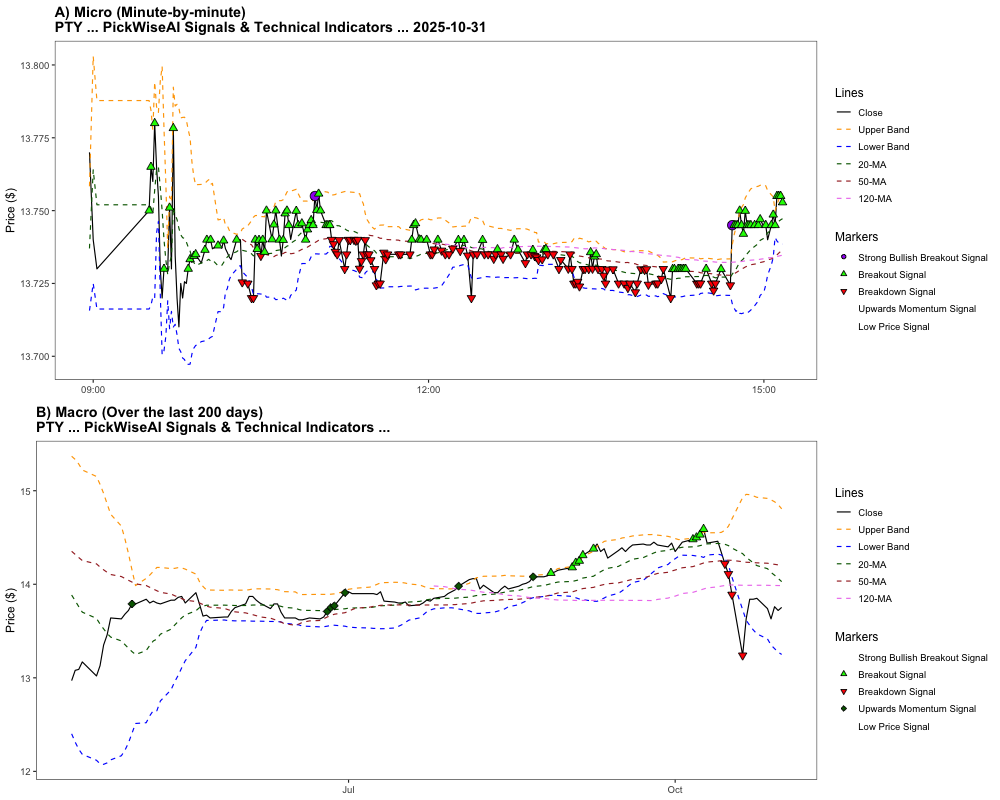 A) Micro (Minute-by-minute)
PTY ... PickWiseAI Signals & Technical Indicators ... 2025-10-31
Price ($)
13.800
13.775
13.750
13.725
13.700
09:00
12:00
15:00
Lines
Close
Upper Band
Lower Band
20-MA
50-MA
120-MA
Markers
Strong Bullish Breakout Signal
Breakout Signal
Breakdown Signal
Upwards Momentum Signal
Low Price Signal
B) Macro (Over the last 200 days)
PTY ... PickWiseAI Signals & Technical Indicators ...
Price ($)
15
14
13
12
Jul
Oct
Lines
Close
Upper Band
Lower Band
20-MA
50-MA
120-MA
Markers
Strong Bullish Breakout Signal
Breakout Signal
Breakdown Signal
Upwards Momentum Signal
Low Price Signal